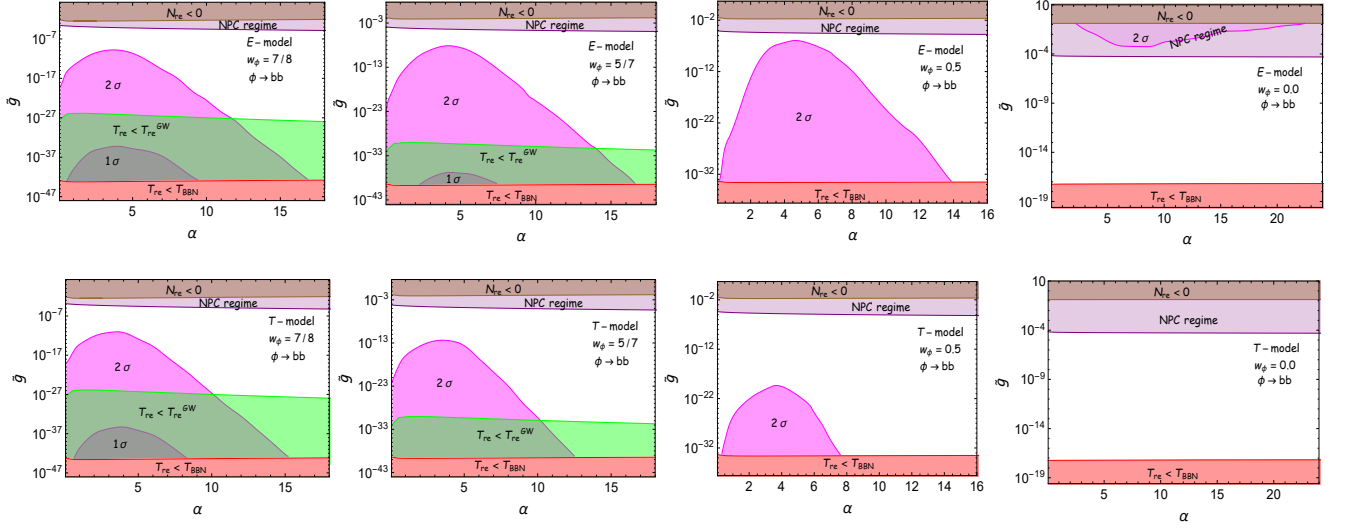 N_re < 0
NPC regime
10^-7
10^-17
10^-27
10^-37
10^-47
g̃
E – model
w_ϕ = 7/8
ϕ → bb
2 σ
T_re < T_re^GW
1 σ
T_re < T_BBN
5 10 15
α
N_re < 0
NPC regime
10^-3
10^-13
10^-23
10^-33
10^-43
g̃
E – model
w_ϕ = 5/7
ϕ → bb
2 σ
T_re < T_re^GW
1 σ
T_re < T_BBN
5 10 15
α
N_re < 0
NPC regime
10^-2
10^-12
10^-22
10^-32
g̃
E – model
w_ϕ = 0.5
ϕ → bb
2 σ
T_re < T_BBN
2 4 6 8 10 12 14 16
α
N_re < 0
2 σ
NPC regime
10
10^-4
10^-9
10^-14
10^-19
g̃
E – model
w_ϕ = 0.0
ϕ → bb
T_re < T_BBN
5 10 15 20
α
N_re < 0
NPC regime
10^-7
10^-17
10^-27
10^-37
10^-47
g̃
T – model
w_ϕ = 7/8
ϕ → bb
2 σ
T_re < T_re^GW
1 σ
T_re < T_BBN
5 10 15
α
N_re < 0
NPC regime
10^-3
10^-13
10^-23
10^-33
10^-43
g̃
T – model
w_ϕ = 5/7
ϕ → bb
2 σ
T_re < T_re^GW
T_re < T_BBN
5 10 15
α
N_re < 0
NPC regime
10^-2
10^-12
10^-22
10^-32
g̃
T – model
w_ϕ = 0.5
ϕ → bb
2 σ
T_re < T_BBN
2 4 6 8 10 12 14 16
α
N_re < 0
NPC regime
10
10^-4
10^-9
10^-14
10^-19
g̃
T – model
w_ϕ = 0.0
ϕ → bb
T_re < T_BBN
5 10 15 20
α